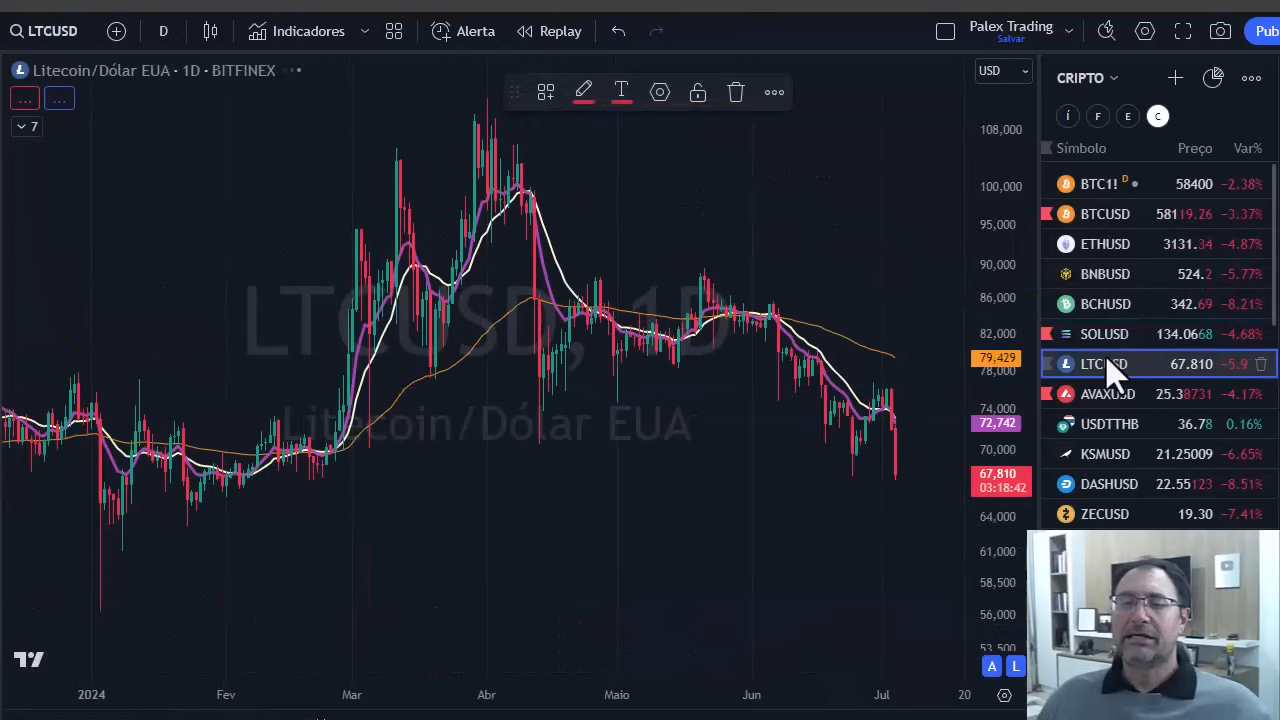 LTCUSD D Indicadores Alerta Replay Palex Trading Pub
Salvar
Litecoin/Dólar EUA · 1D · BITFINEX
USD
CRIPTO
7
Í F E C
Símbolo Preço Var%
BTC1! D 58400 −2.38%
BTCUSD 58119.26 −3.37%
ETHUSD 3131.34 −4.87%
BNBUSD 524.2 −5.77%
BCHUSD 342.69 −8.21%
SOLUSD 134.0668 −4.68%
LTCUSD 67.810 −5.9
AVAXUSD 25.38731 −4.17%
USDTTHB 36.78 0.16%
KSMUSD 21.25009 −6.65%
DASHUSD 22.55123 −8.51%
ZECUSD 19.30 −7.41%
108,000
100,000
95,000
90,000
86,000
82,000
79,429
78,000
74,000
72,742
70,000
67,810
03:18:42
64,000
61,000
58,500
56,000
53,500
LTCUSD, 1D
Litecoin/Dólar EUA
A L
2024 Fev Mar Abr Maio Jun Jul 20